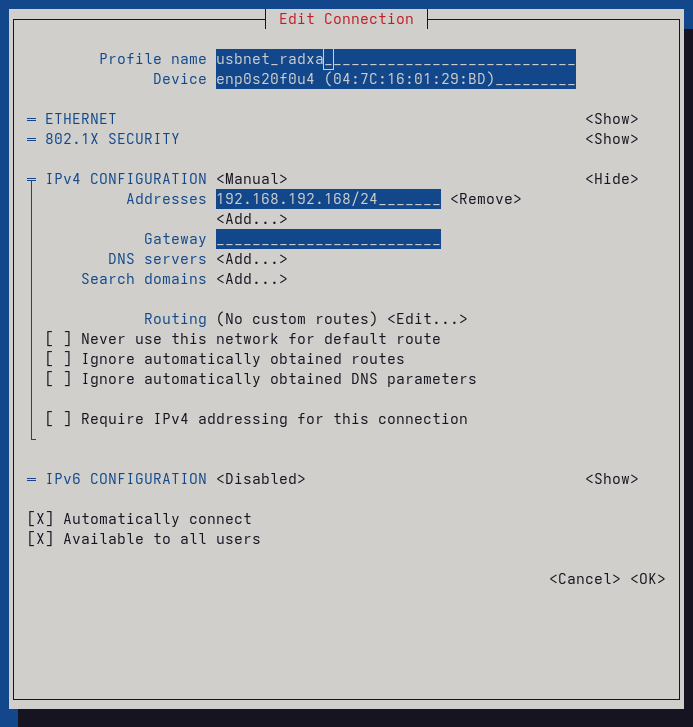 Edit Connection
Profile name usbnet_radxa____________________________
Device enp0s20f0u4 (04:7C:16:01:29:BD)_________
═ ETHERNET <Show>
═ 802.1X SECURITY <Show>
╤ IPv4 CONFIGURATION <Manual> <Hide>
Addresses 192.168.192.168/24_______ <Remove>
<Add...>
Gateway _________________________
DNS servers <Add...>
Search domains <Add...>
Routing (No custom routes) <Edit...>
[ ] Never use this network for default route
[ ] Ignore automatically obtained routes
[ ] Ignore automatically obtained DNS parameters
[ ] Require IPv4 addressing for this connection
═ IPv6 CONFIGURATION <Disabled> <Show>
[X] Automatically connect
[X] Available to all users
<Cancel> <OK>